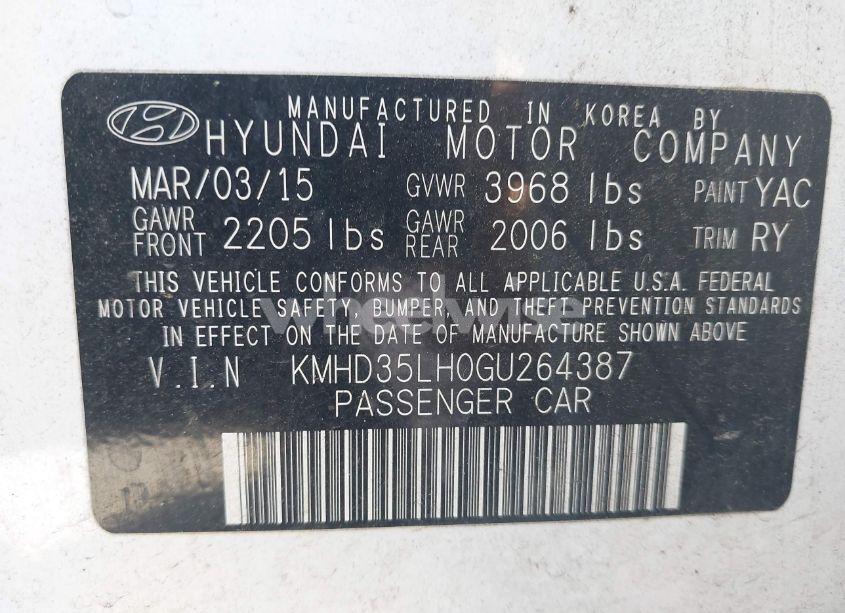 MANUFACTURED IN KOREA BY
HYUNDAI MOTOR COMPANY
MAR/03/15 GVWR 3968 lbs PAINT YAC
GAWR FRONT 2205 lbs GAWR REAR 2006 lbs TRIM RY
THIS VEHICLE CONFORMS TO ALL APPLICABLE U.S.A. FEDERAL
MOTOR VEHICLE SAFETY, BUMPER, AND THEFT PREVENTION STANDARDS
IN EFFECT ON THE DATE OF MANUFACTURE SHOWN ABOVE
wheelwise
V.I.N KMHD35LH0GU264387
PASSENGER CAR